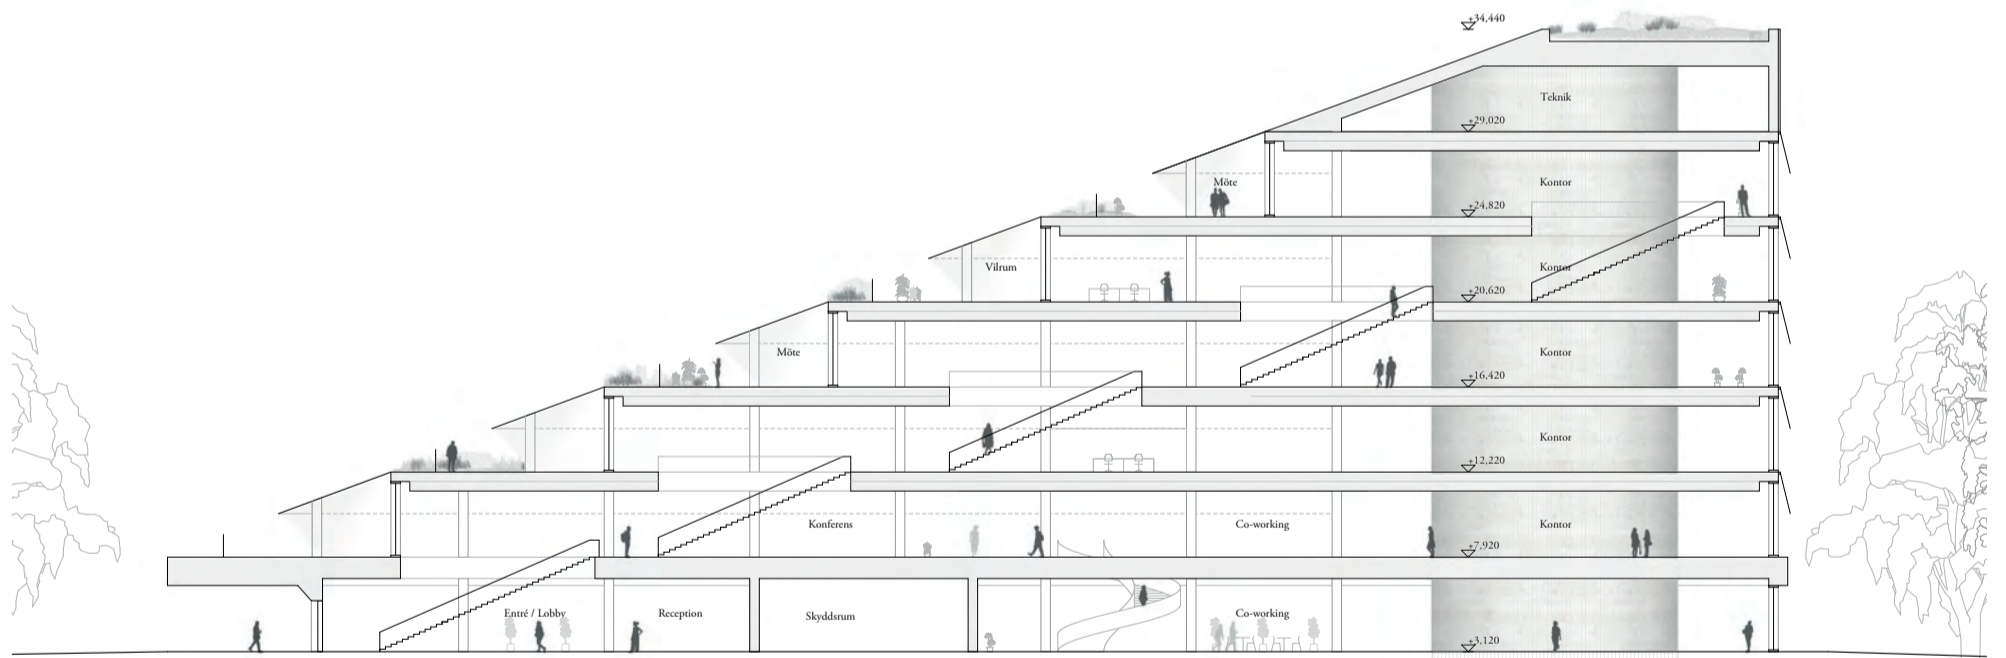 +34,440
Teknik
+29,020
Möte
Kontor
+24,820
Vilrum
Kontor
+20,620
Möte
Kontor
+16,420
Kontor
+12,220
Konferens
Co-working
Kontor
+7,920
Entré / Lobby
Reception
Skyddsrum
Co-working
+3,120